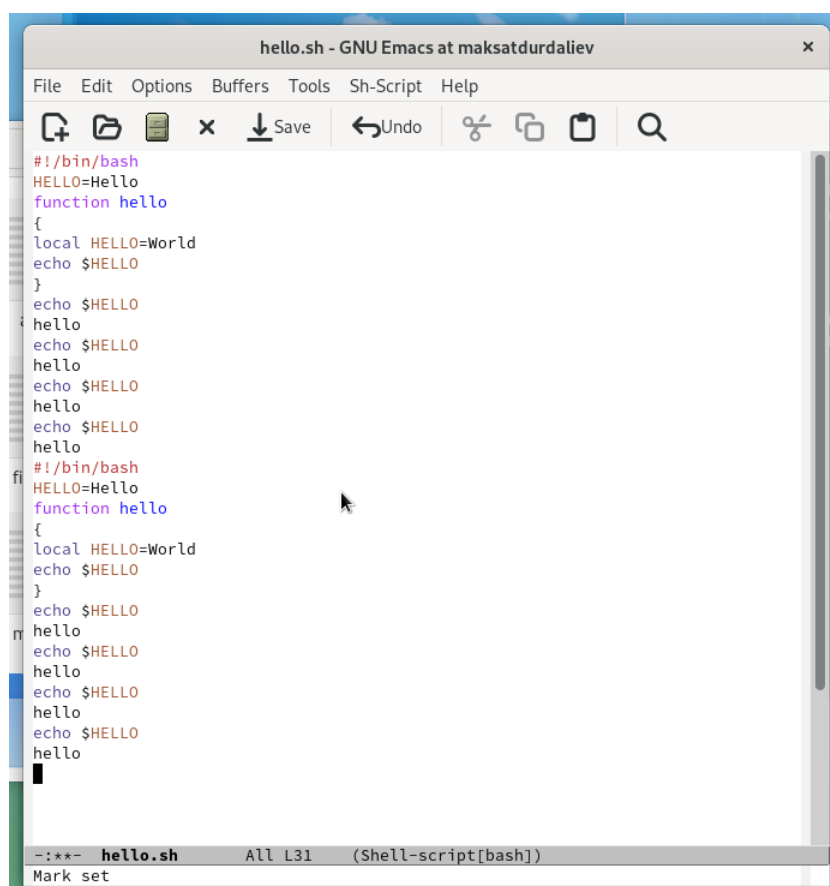 hello.sh - GNU Emacs at maksatdurdaliev
File Edit Options Buffers Tools Sh-Script Help
Save Undo
#!/bin/bash
HELLO=Hello
function hello
{
local HELLO=World
echo $HELLO
}
echo $HELLO
hello
echo $HELLO
hello
echo $HELLO
hello
echo $HELLO
hello
#!/bin/bash
HELLO=Hello
function hello
{
local HELLO=World
echo $HELLO
}
echo $HELLO
hello
echo $HELLO
hello
echo $HELLO
hello
echo $HELLO
hello
-:**- hello.sh All L31 (Shell-script[bash])
Mark set